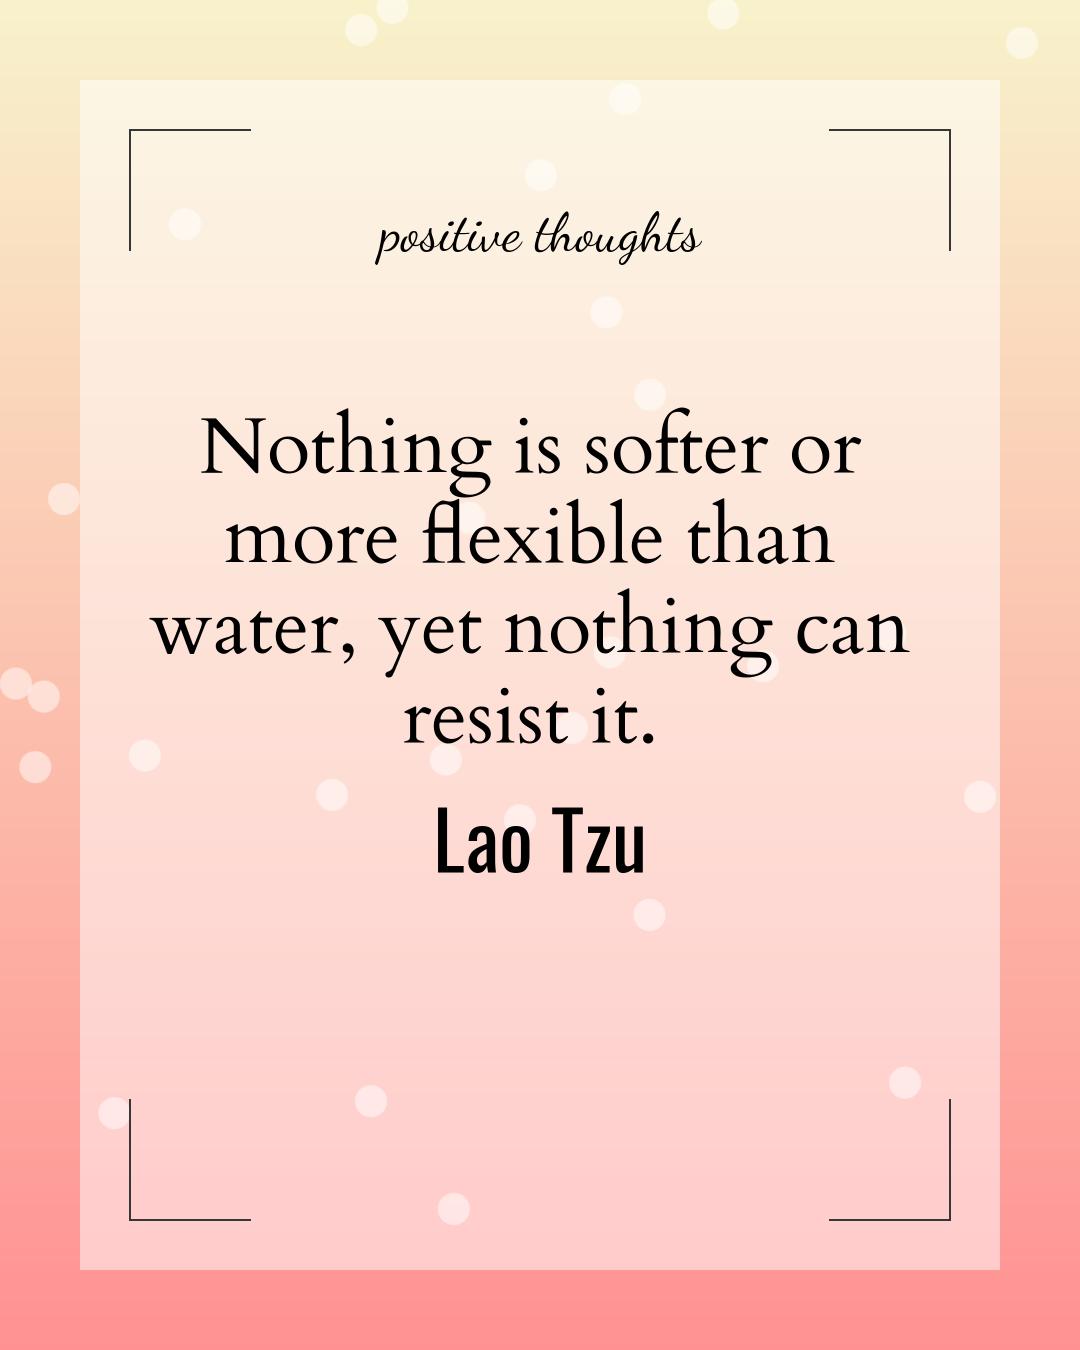 positive thoughts
Nothing is softer or
more flexible than
water, yet nothing can
resist it.
Lao Tzu